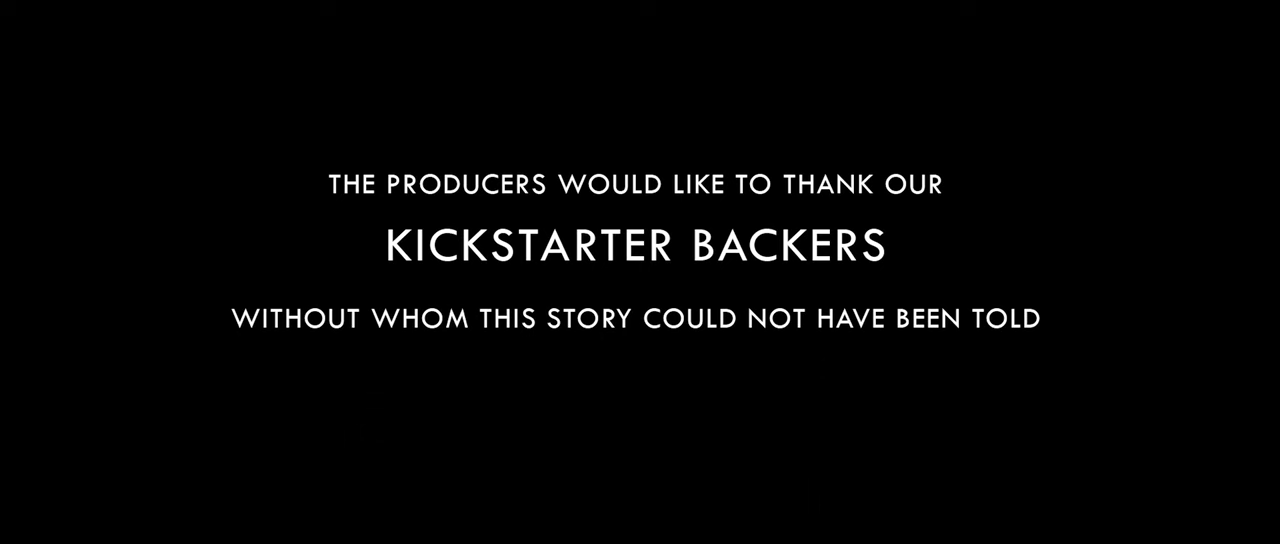 THE PRODUCERS WOULD LIKE TO THANK OUR
KICKSTARTER BACKERS
WITHOUT WHOM THIS STORY COULD NOT HAVE BEEN TOLD